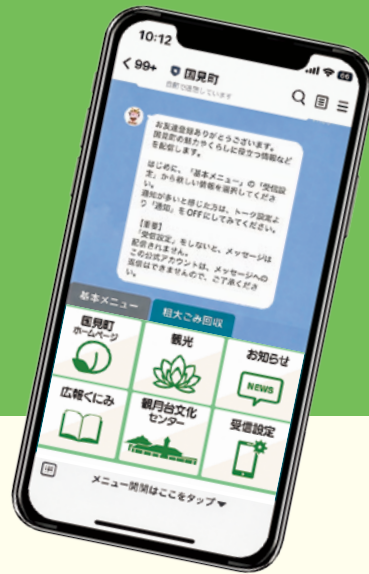 10:12
66
99+
国見町
自動で返信しています
お友達登録ありがとうございます。
国見町の魅力やくらしに役立つ情報など
を配信します。
はじめに、「基本メニュー」の「受信設
定」から欲しい情報を選択してくださ
い。
通知が多いと感じた方は、トーク設定よ
り「通知」をOFFにしてみてください。
【重要】
「受信設定」をしないと、メッセージは
配信されません。
この公式アカウントは、メッセージへの
返信はできませんので、ご了承くださ
い。
基本メニュー
粗大ごみ回収
国見町
ホームページ
観光
お知らせ
NEWS
広報くにみ
観月台文化
センター
受信設定
メニュー開閉はここをタップ▼